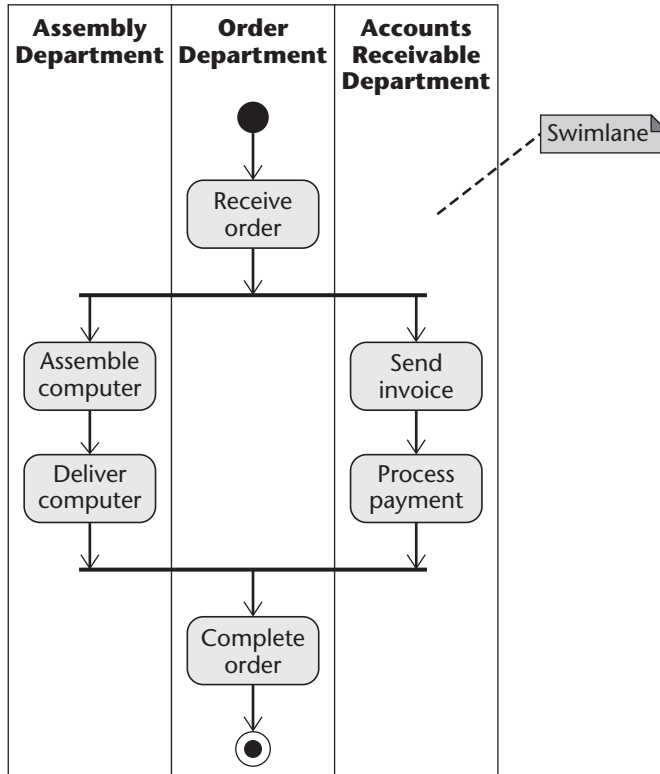 Assembly
Department
Order
Department
Accounts
Receivable
Department
Swimlane
Receive
order
Assemble
computer
Send
invoice
Deliver
computer
Process
payment
Complete
order